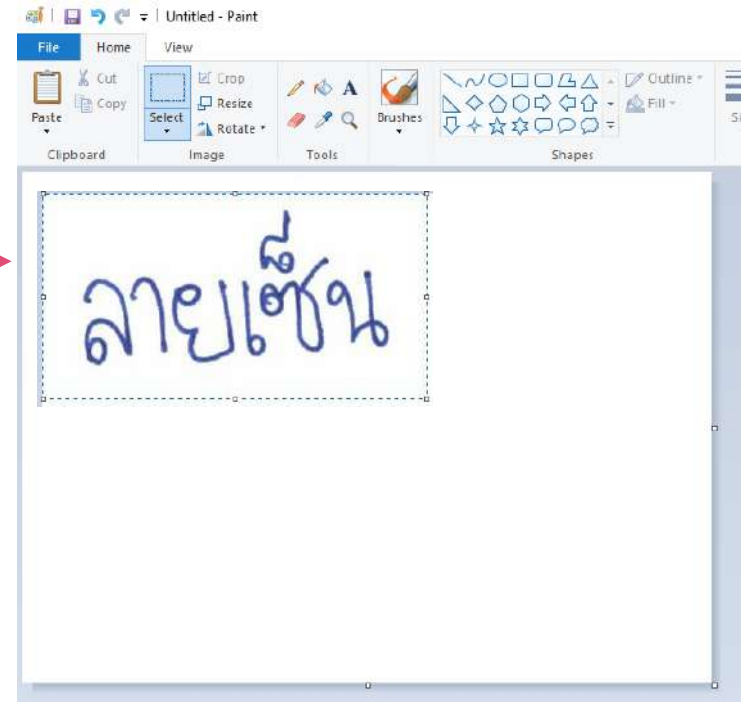 Untitled - Paint
File Home View
Paste
Cut
Copy
Clipboard
Select
Crop
Resize
Rotate
Image
A
Tools
Brushes
Shapes
Outline
Fill
ลายเซ็น